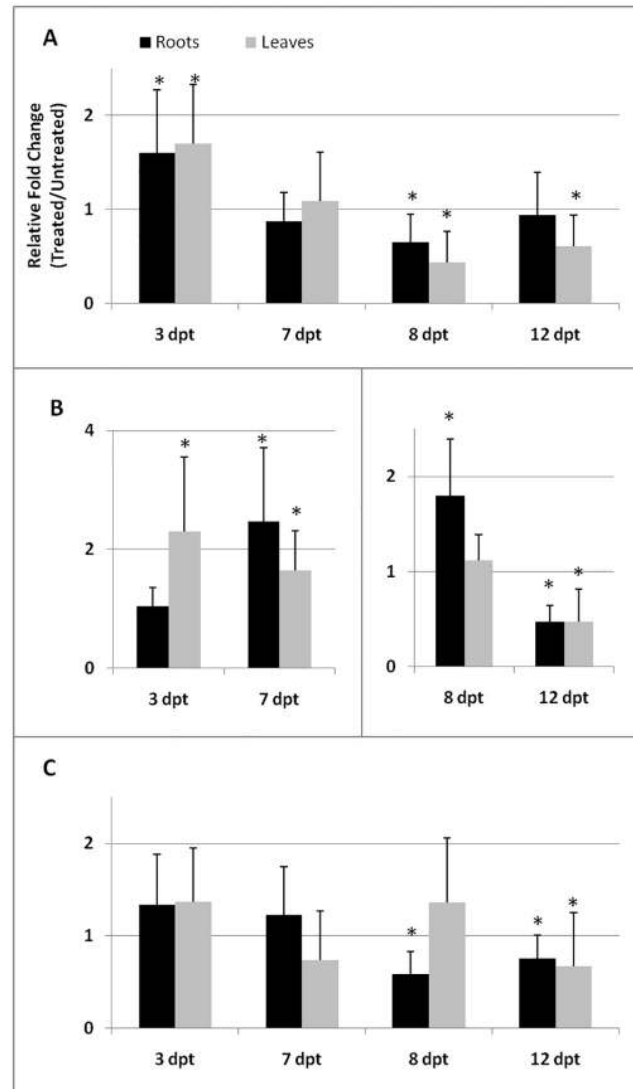 A
Roots Leaves
* * * * *
Relative Fold Change
(Treated/Untreated)
2
1
0
3 dpt 7 dpt 8 dpt 12 dpt
B
* * *
4
2
0
3 dpt 7 dpt
* * *
2
1
0
8 dpt 12 dpt
C
* * *
2
1
0
3 dpt 7 dpt 8 dpt 12 dpt